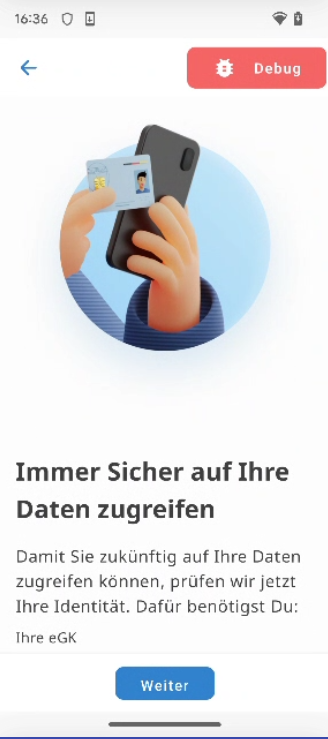 16:36
Debug
Immer Sicher auf Ihre
Daten zugreifen
Damit Sie zukünftig auf Ihre Daten
zugreifen können, prüfen wir jetzt
Ihre Identität. Dafür benötigst Du:
Ihre eGK
Weiter